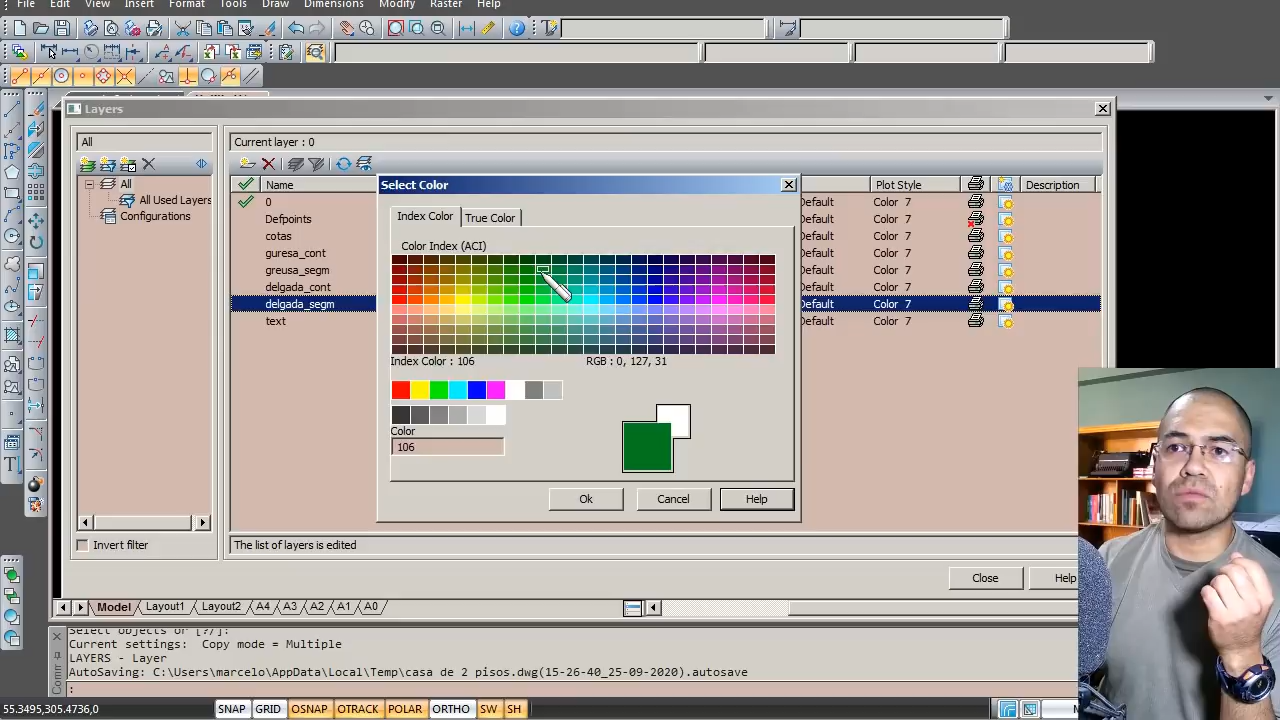 File Edit View Insert Format Tools Draw Dimensions Modify Raster Help
Layers
All
Current layer : 0
All
All Used Layers
Configurations
Name
Plot Style
Description
0
Default Color 7
Defpoints
Default Color 7
cotas
Default Color 7
guresa_cont
Default Color 7
greusa_segm
Default Color 7
delgada_cont
Default Color 7
delgada_segm
Default Color 7
text
Default Color 7
Select Color
Index Color True Color
Color Index (ACI)
Index Color : 106 RGB : 0, 127, 31
Color
106
Ok Cancel Help
Invert filter
The list of layers is edited
Close Help
Model Layout1 Layout2 A4 A3 A2 A1 A0
Select objects or [?/]:
Current settings: Copy mode = Multiple
LAYERS - Layer
AutoSaving: C:\Users\marcelo\AppData\Local\Temp\casa de 2 pisos.dwg(15-26-40_25-09-2020).autosave
:
Comm
55.3495,305.4736,0 SNAP GRID OSNAP OTRACK POLAR ORTHO SW SH